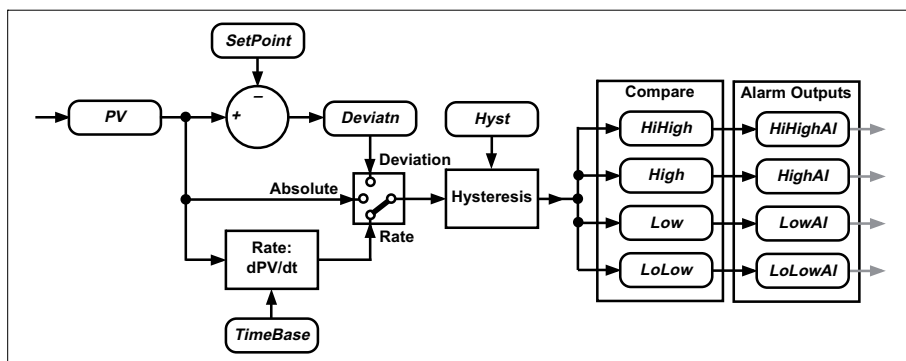 SetPoint
−
+
PV
Deviatn
Hyst
Deviation
Absolute
Rate
Hysteresis
Rate:
dPV/dt
TimeBase
Compare
HiHigh
High
Low
LoLow
Alarm Outputs
HiHighAl
HighAl
LowAl
LoLowAl